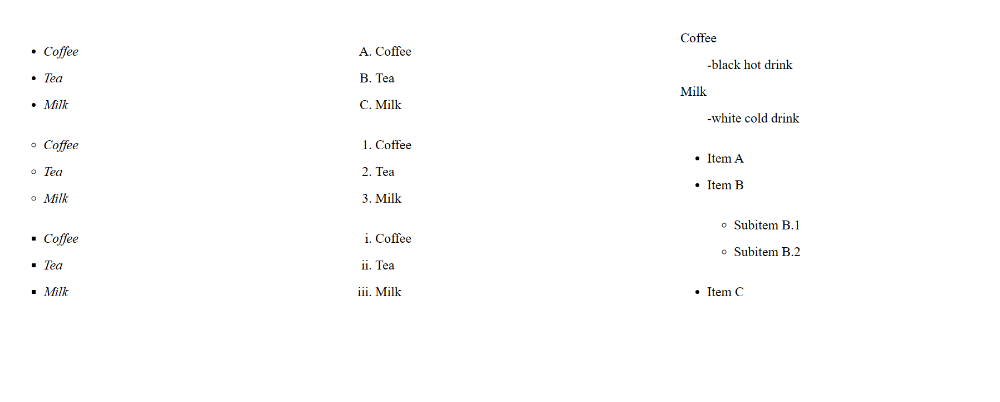 • Coffee
• Tea
• Milk
◦ Coffee
◦ Tea
◦ Milk
▪ Coffee
▪ Tea
▪ Milk
A. Coffee
B. Tea
C. Milk
1. Coffee
2. Tea
3. Milk
i. Coffee
ii. Tea
iii. Milk
Coffee
-black hot drink
Milk
-white cold drink
• Item A
• Item B
◦ Subitem B.1
◦ Subitem B.2
• Item C